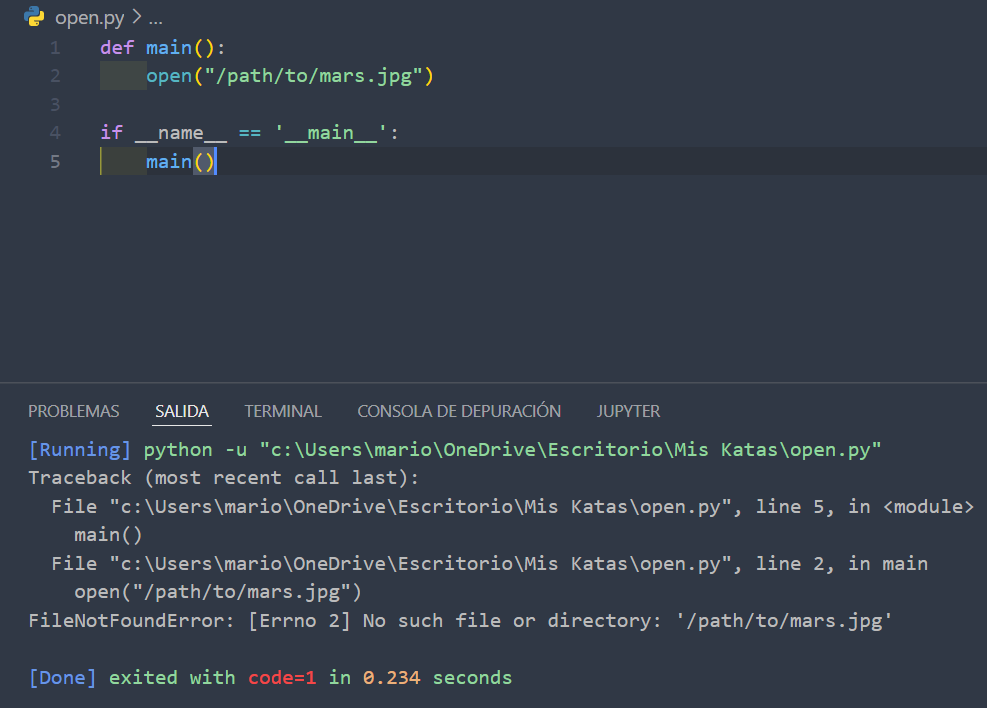 open.py > ...
1 def main():
2     open("/path/to/mars.jpg")
3
4 if __name__ == '__main__':
5     main()
PROBLEMAS SALIDA TERMINAL CONSOLA DE DEPURACIÓN JUPYTER
[Running] python -u "c:\Users\mario\OneDrive\Escritorio\Mis Katas\open.py"
Traceback (most recent call last):
  File "c:\Users\mario\OneDrive\Escritorio\Mis Katas\open.py", line 5, in <module>
    main()
  File "c:\Users\mario\OneDrive\Escritorio\Mis Katas\open.py", line 2, in main
    open("/path/to/mars.jpg")
FileNotFoundError: [Errno 2] No such file or directory: '/path/to/mars.jpg'
[Done] exited with code=1 in 0.234 seconds